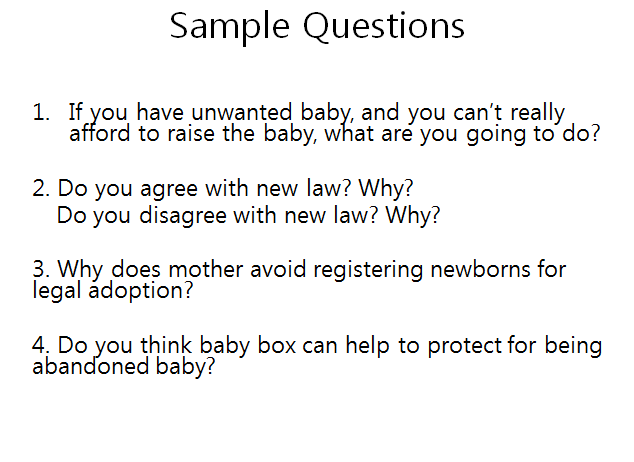 Sample Questions
1. If you have unwanted baby, and you can't really
afford to raise the baby, what are you going to do?
2. Do you agree with new law? Why?
Do you disagree with new law? Why?
3. Why does mother avoid registering newborns for
legal adoption?
4. Do you think baby box can help to protect for being
abandoned baby?